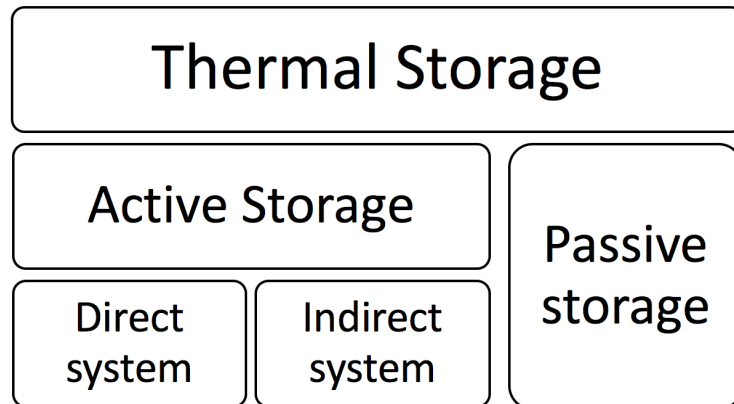 Thermal Storage
Active Storage
Passive
storage
Direct
system
Indirect
system